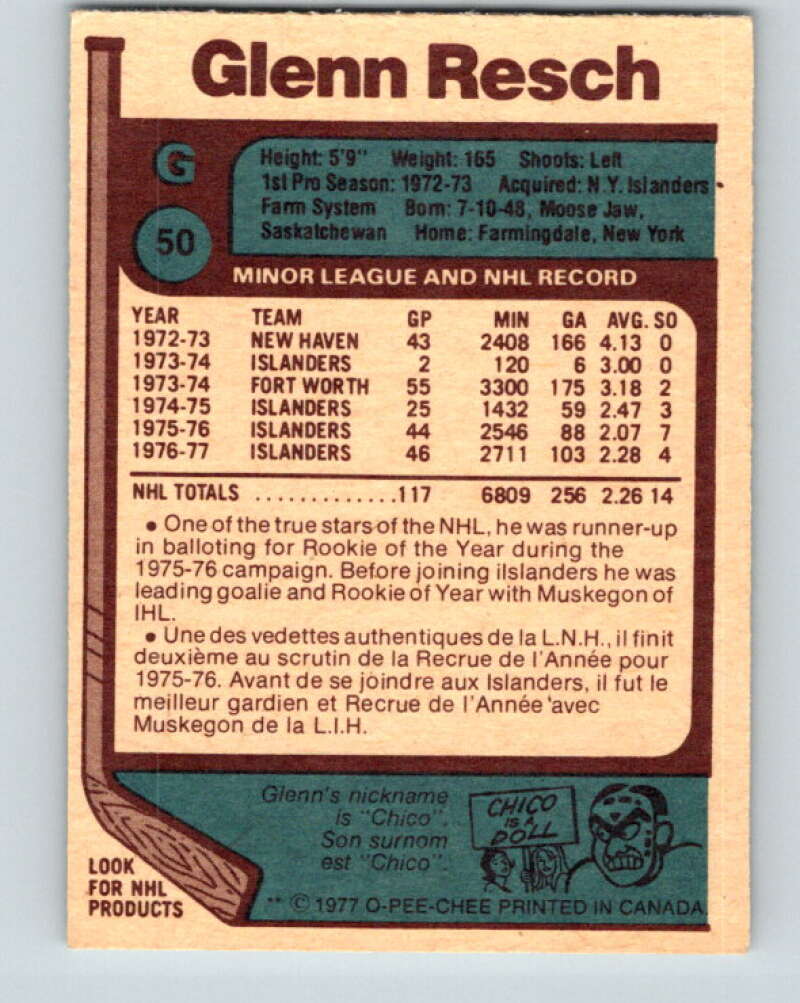 Glenn Resch
G
50
Height: 5'9" Weight: 165 Shoots: Left
1st Pro Season: 1972-73 Acquired: N.Y. Islanders
Farm System Born: 7-10-48, Moose Jaw,
Saskatchewan Home: Farmingdale, New York
MINOR LEAGUE AND NHL RECORD
YEAR TEAM GP MIN GA AVG. SO
1972-73 NEW HAVEN 43 2408 166 4.13 0
1973-74 ISLANDERS 2 120 6 3.00 0
1973-74 FORT WORTH 55 3300 175 3.18 2
1974-75 ISLANDERS 25 1432 59 2.47 3
1975-76 ISLANDERS 44 2546 88 2.07 7
1976-77 ISLANDERS 46 2711 103 2.28 4
NHL TOTALS .............117 6809 256 2.26 14
• One of the true stars of the NHL, he was runner-up
in balloting for Rookie of the Year during the
1975-76 campaign. Before joining ilslanders he was
leading goalie and Rookie of Year with Muskegon of
IHL.
• Une des vedettes authentiques de la L.N.H., il finit
deuxième au scrutin de la Recrue de l'Année pour
1975-76. Avant de se joindre aux Islanders, il fut le
meilleur gardien et Recrue de l'Année 'avec
Muskegon de la L.I.H.
Glenn's nickname
is "Chico".
Son surnom
est "Chico".
CHICO
IS A
DOLL
LOOK
FOR NHL
PRODUCTS
** © 1977 O-PEE-CHEE PRINTED IN CANADA